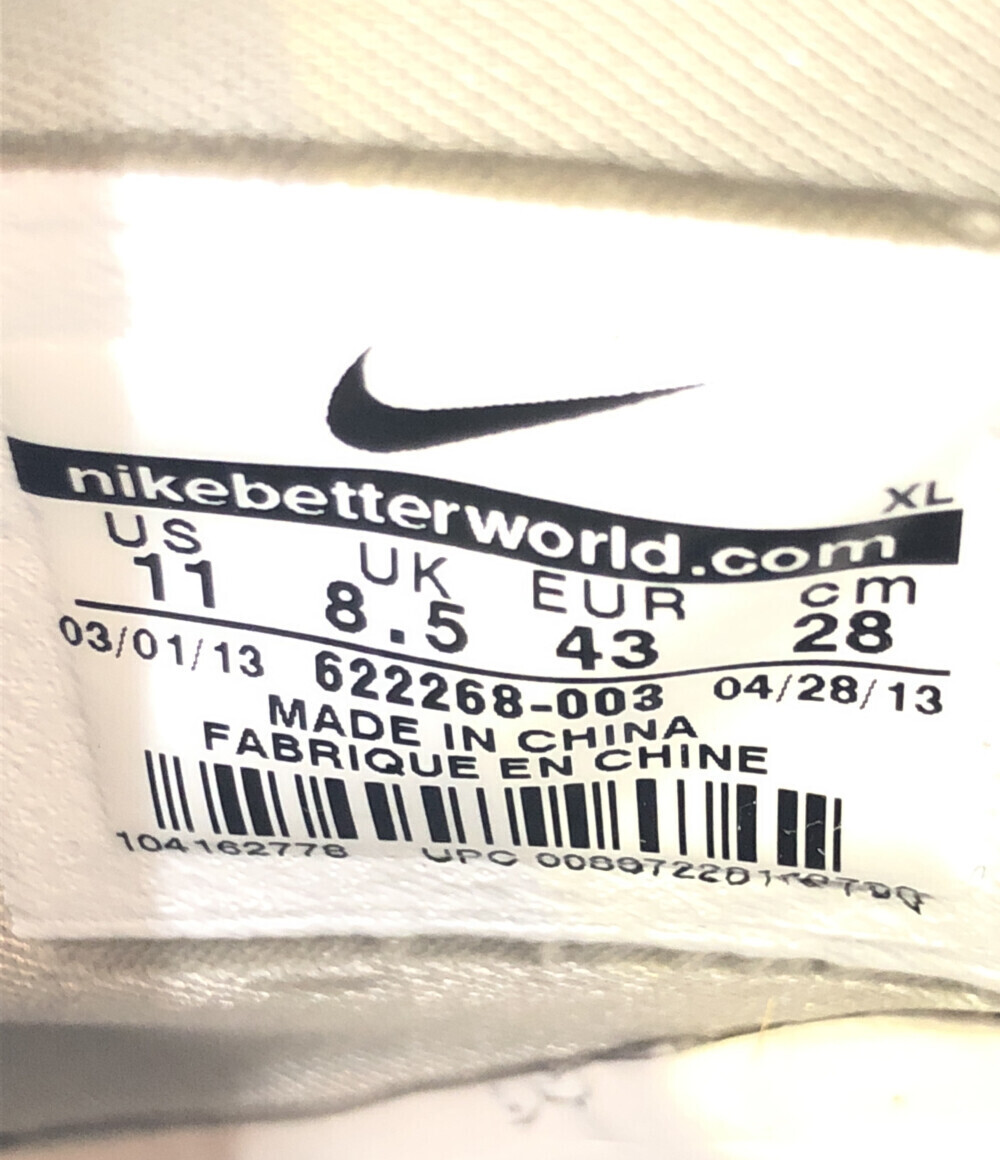 nikebetterworld.com
XL
US UK EUR cm
11 8.5 43 28
03/01/13 622268-003 04/28/13
MADE IN CHINA
FABRIQUE EN CHINE
104162778 UPC